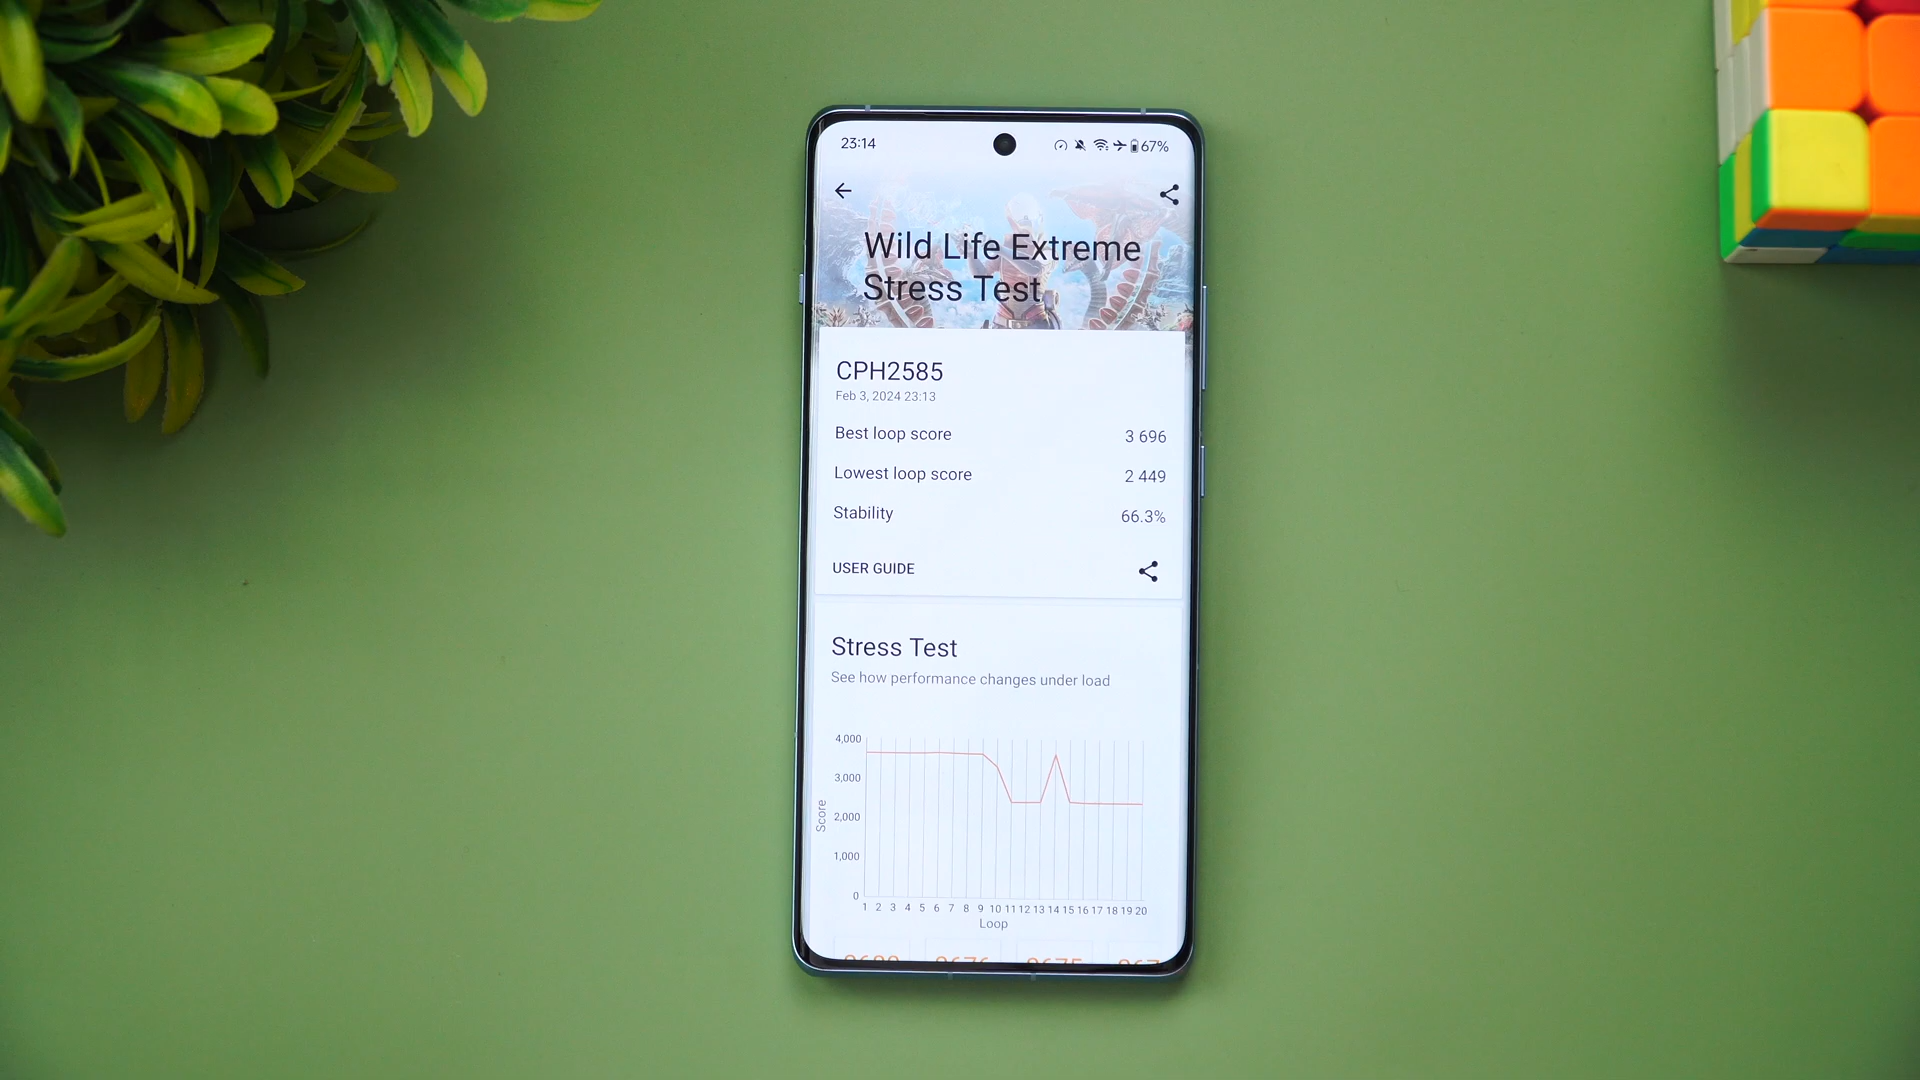 23:14
67%
Wild Life Extreme
Stress Test
CPH2585
Feb 3, 2024 23:13
Best loop score 3 696
Lowest loop score 2 449
Stability 66.3%
USER GUIDE
Stress Test
See how performance changes under load
4,000
3,000
2,000
1,000
0
Score
1 2 3 4 5 6 7 8 9 10 11 12 13 14 15 16 17 18 19 20
Loop